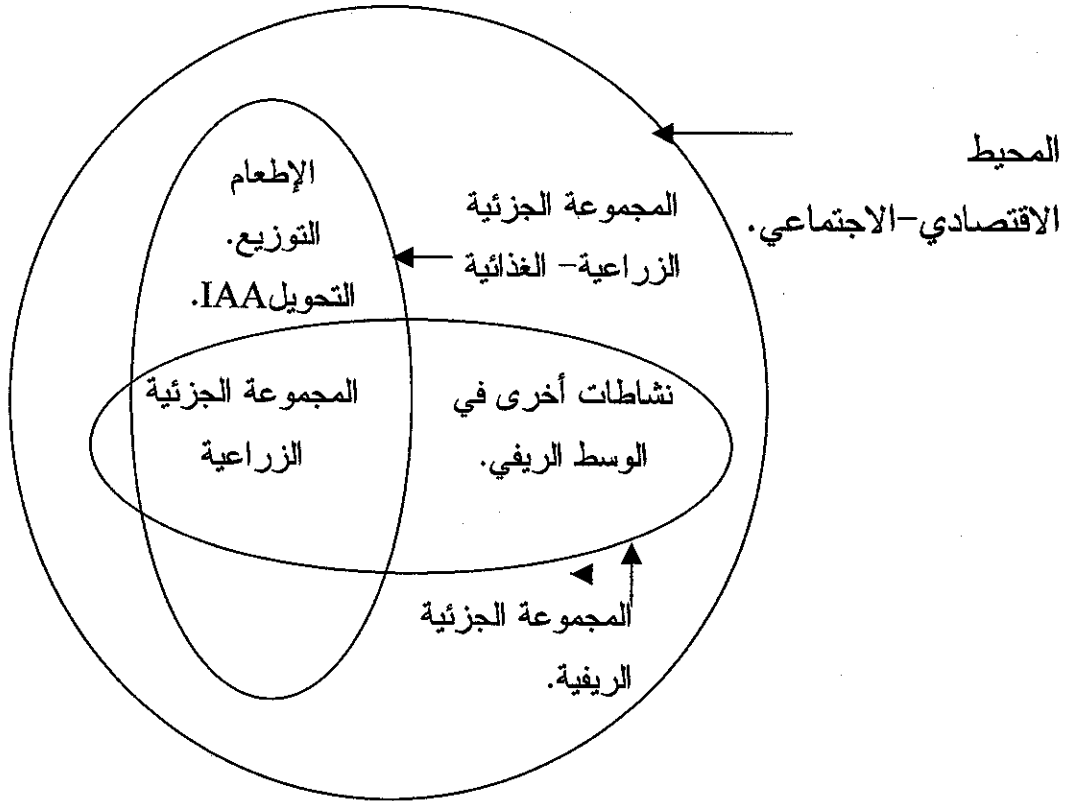 المحيط
الاقتصادي-الاجتماعي.
الإطعام
التوزيع.
التحويلIAA.
المجموعة الجزئية
الزراعية- الغذائية
المجموعة الجزئية
الزراعية
نشاطات أخرى في
الوسط الريفي.
المجموعة الجزئية
الريفية.